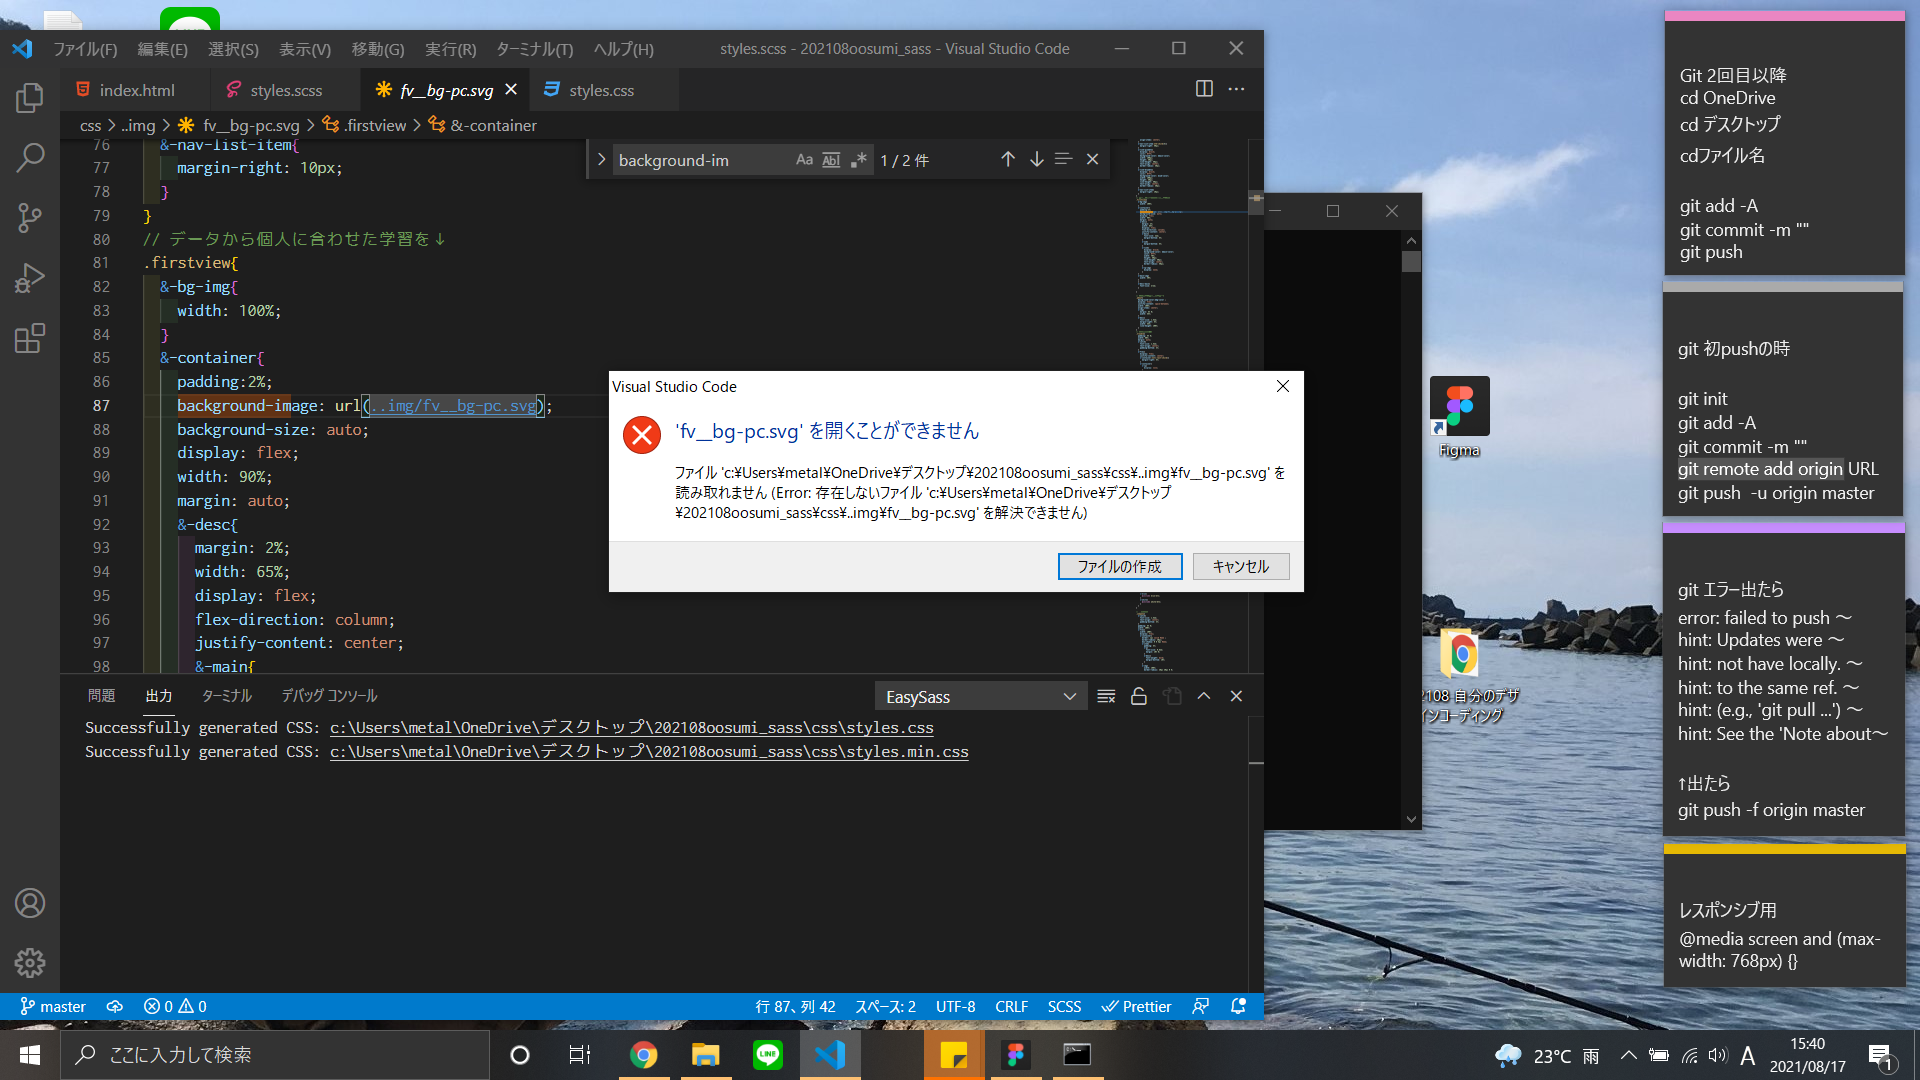 ファイル(F) 編集(E) 選択(S) 表示(V) 移動(G) 実行(R) ターミナル(T) ヘルプ(H) styles.scss - 202108oosumi_sass - Visual Studio Code
index.html styles.scss fv__bg-pc.svg styles.css
css > ..img > fv__bg-pc.svg > .firstview > &-container
background-im Aa Abl .* 1 / 2 件
76 &-nav-list-item{
77 margin-right: 10px;
78 }
79 }
80 // データから個人に合わせた学習を↓
81 .firstview{
82 &-bg-img{
83 width: 100%;
84 }
85 &-container{
86 padding:2%;
87 background-image: url(..img/fv__bg-pc.svg);
88 background-size: auto;
89 display: flex;
90 width: 90%;
91 margin: auto;
92 &-desc{
93 margin: 2%;
94 width: 65%;
95 display: flex;
96 flex-direction: column;
97 justify-content: center;
98 &-main{
Visual Studio Code
'fv__bg-pc.svg' を開くことができません
ファイル 'c:¥Users¥metal¥OneDrive¥デスクトップ¥202108oosumi_sass¥css¥..img¥fv__bg-pc.svg' を
読み取れません (Error: 存在しないファイル 'c:¥Users¥metal¥OneDrive¥デスクトップ
¥202108oosumi_sass¥css¥..img¥fv__bg-pc.svg' を解決できません)
ファイルの作成 キャンセル
問題 出力 ターミナル デバッグ コンソール EasySass
Successfully generated CSS: c:\Users\metal\OneDrive\デスクトップ\202108oosumi_sass\css\styles.css
Successfully generated CSS: c:\Users\metal\OneDrive\デスクトップ\202108oosumi_sass\css\styles.min.css
master 0 0 行 87、列 42 スペース: 2 UTF-8 CRLF SCSS Prettier
Figma
2108-自分のデザ
インコーディング
Git 2回目以降
cd OneDrive
cd デスクトップ
cdファイル名
git add -A
git commit -m ""
git push
git 初pushの時
git init
git add -A
git commit -m ""
git remote add origin URL
git push -u origin master
git エラー出たら
error: failed to push ～
hint: Updates were ～
hint: not have locally. ～
hint: to the same ref. ～
hint: (e.g., 'git pull ...') ～
hint: See the 'Note about～
↑出たら
git push -f origin master
レスポンシブ用
@media screen and (max-
width: 768px) {}
ここに入力して検索
LINE
23°C 雨 A 15:40
2021/08/17 1